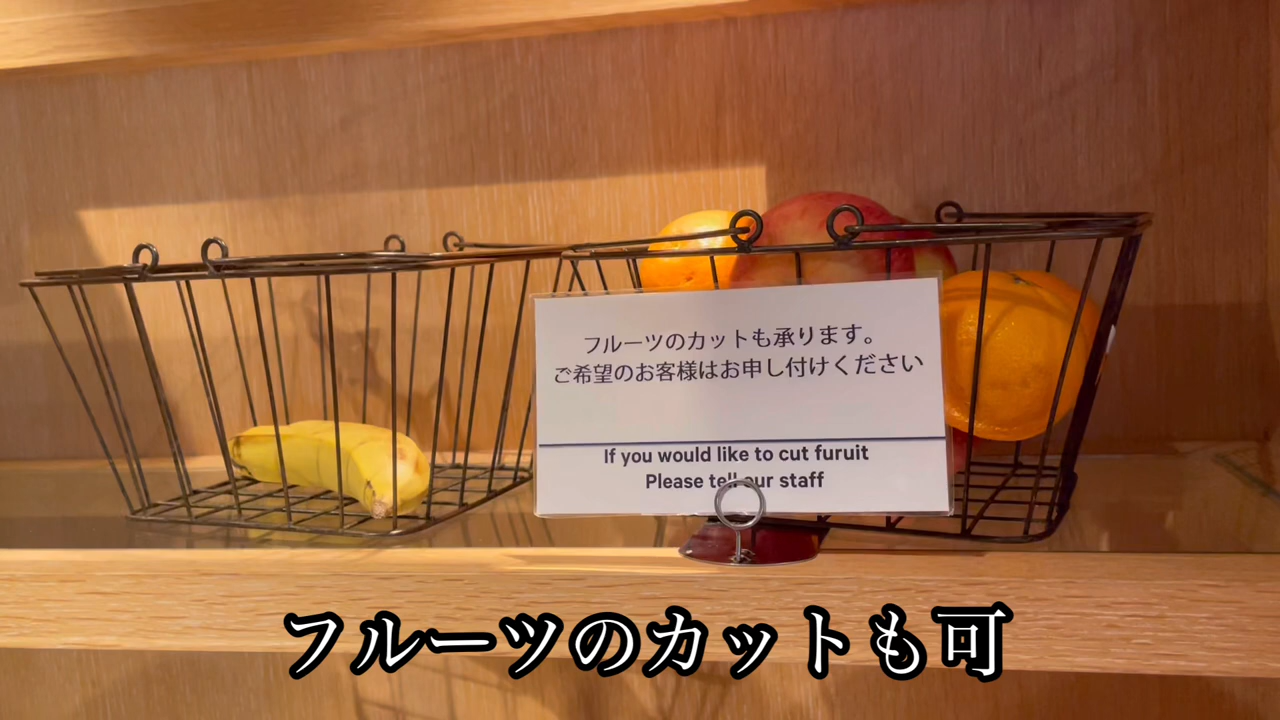 フルーツのカットも承ります。
ご希望のお客様はお申し付けください
If you would like to cut furuit
Please tell our staff
フルーツのカットも可